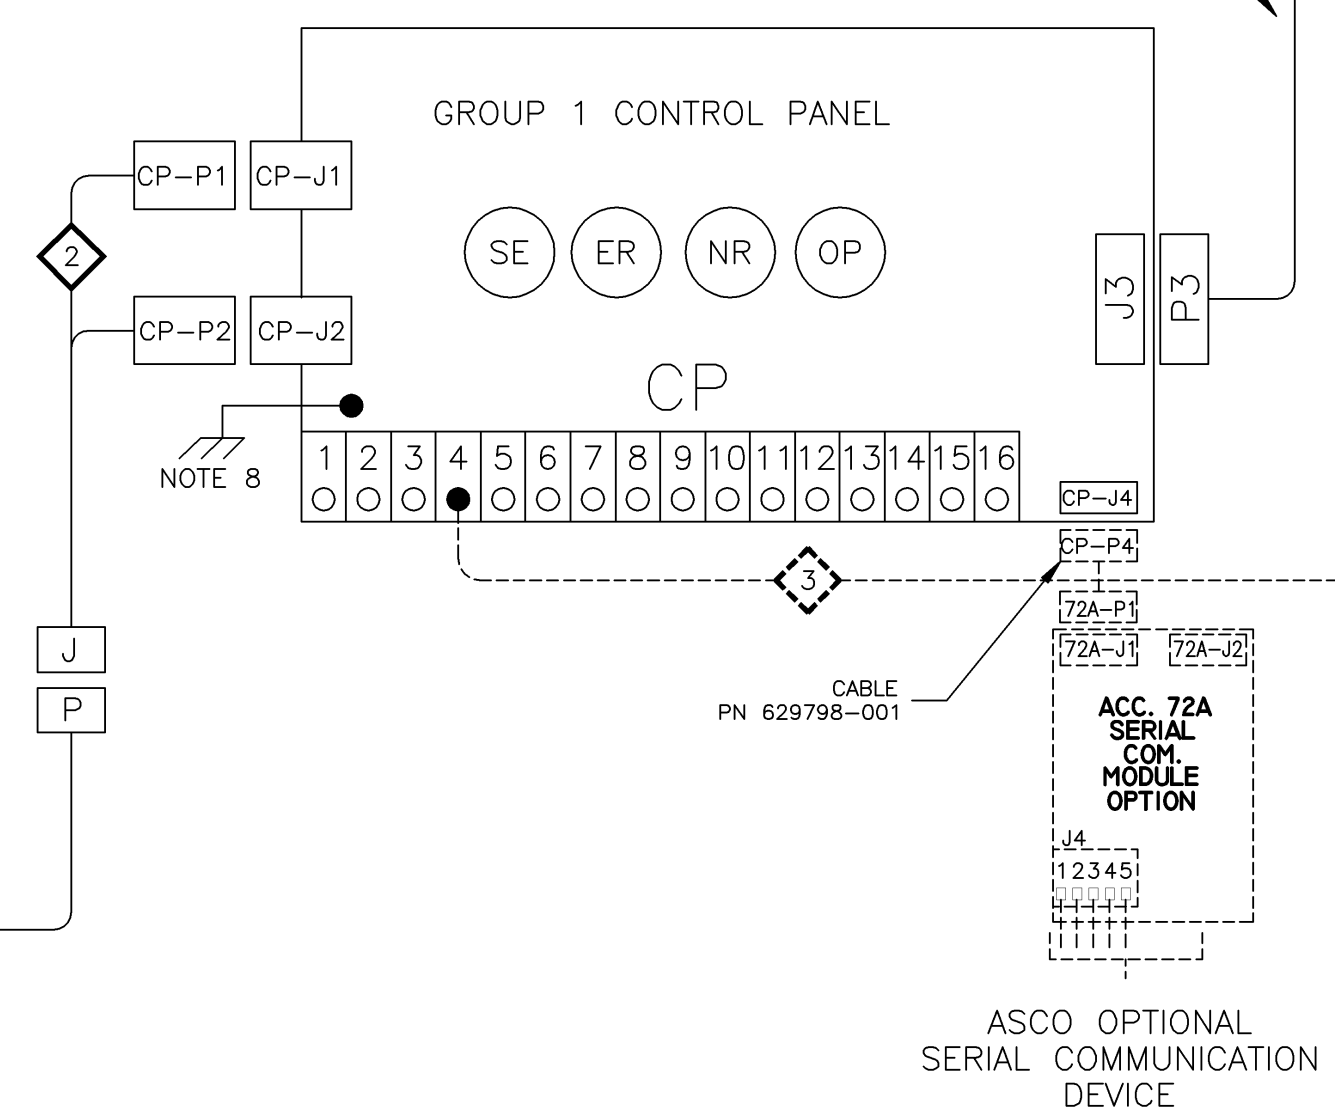 GROUP 1 CONTROL PANEL
CP-P1 CP-J1
SE ER NR OP
2
J3 P3
CP-P2 CP-J2
CP
NOTE 8
1 2 3 4 5 6 7 8 9 10 11 12 13 14 15 16
CP-J4
CP-P4
3
72A-P1
J
72A-J1 72A-J2
P
CABLE
PN 629798-001
ACC. 72A
SERIAL
COM.
MODULE
OPTION
J4
12345
ASCO OPTIONAL
SERIAL COMMUNICATION
DEVICE